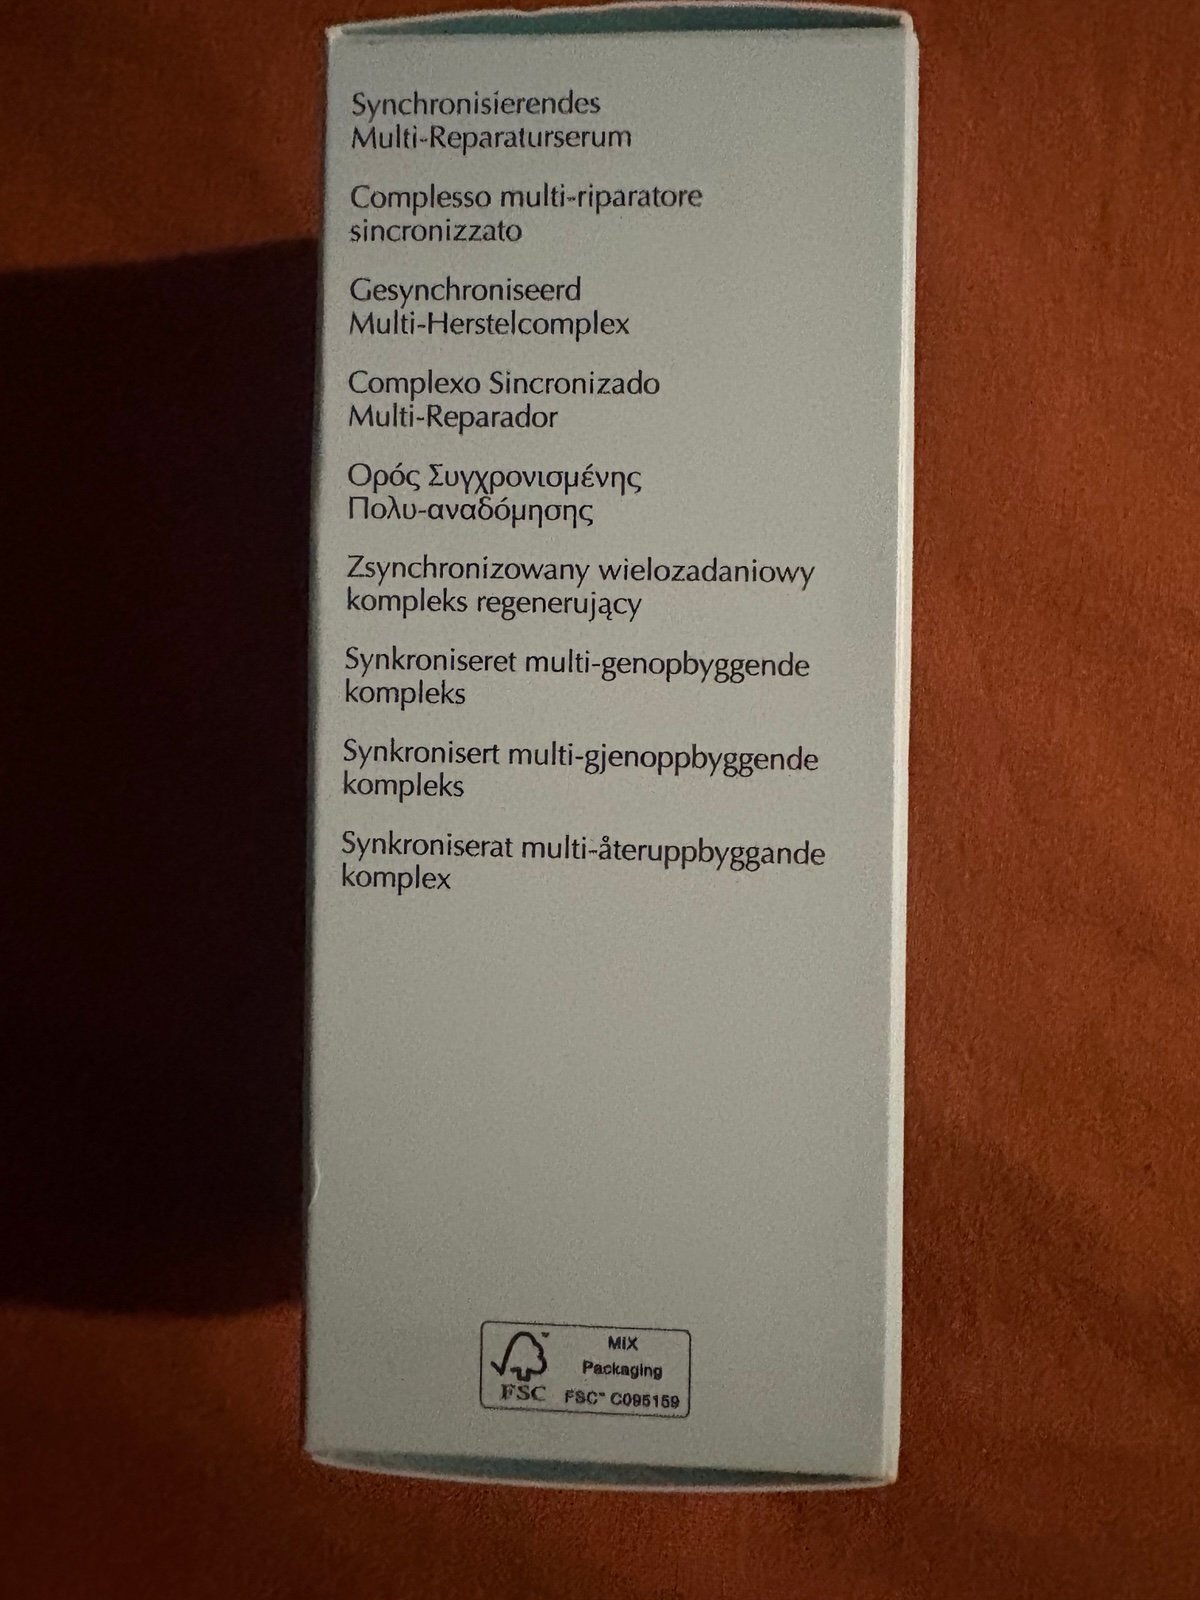 Synchronisierendes
Multi-Reparaturserum
Complesso multi-riparatore
sincronizzato
Gesynchroniseerd
Multi-Herstelcomplex
Complexo Sincronizado
Multi-Reparador
Ορός Συγχρονισμένης
Πολυ-αναδόμησης
Zsynchronizowany wielozadaniowy
kompleks regenerujący
Synkroniseret multi-genopbyggende
kompleks
Synkronisert multi-gjenoppbyggende
kompleks
Synkroniserat multi-återuppbyggande
komplex
MIX
Packaging
FSC FSC™ C095159